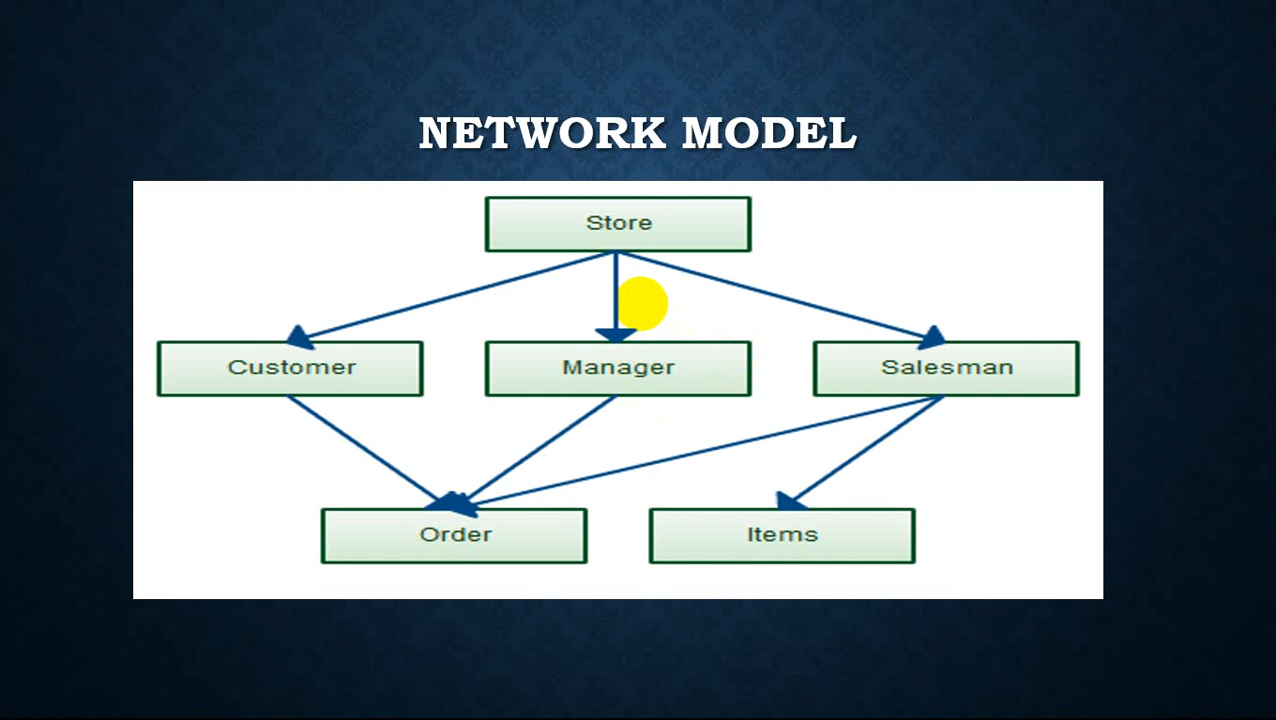 NETWORK MODEL
Store
Customer
Manager
Salesman
Order
Items